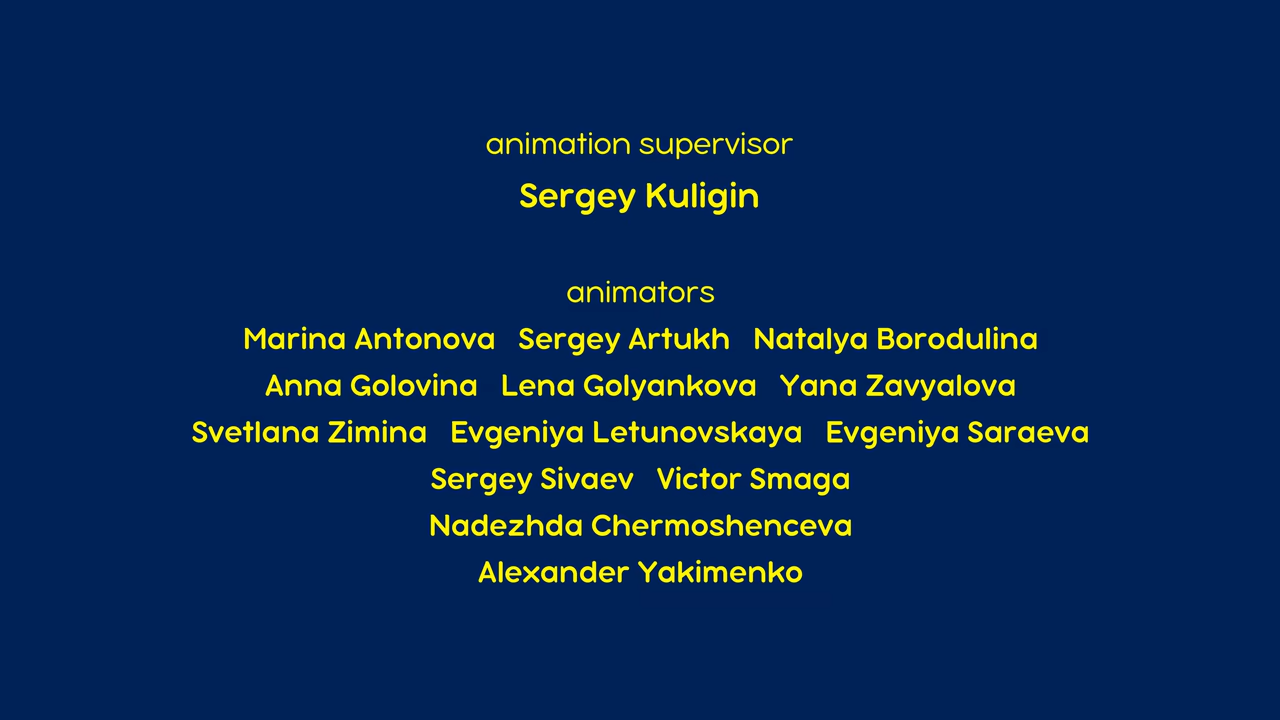 animation supervisor
Sergey Kuligin
animators
Marina Antonova Sergey Artukh Natalya Borodulina
Anna Golovina Lena Golyankova Yana Zavyalova
Svetlana Zimina Evgeniya Letunovskaya Evgeniya Saraeva
Sergey Sivaev Victor Smaga
Nadezhda Chermoshenceva
Alexander Yakimenko